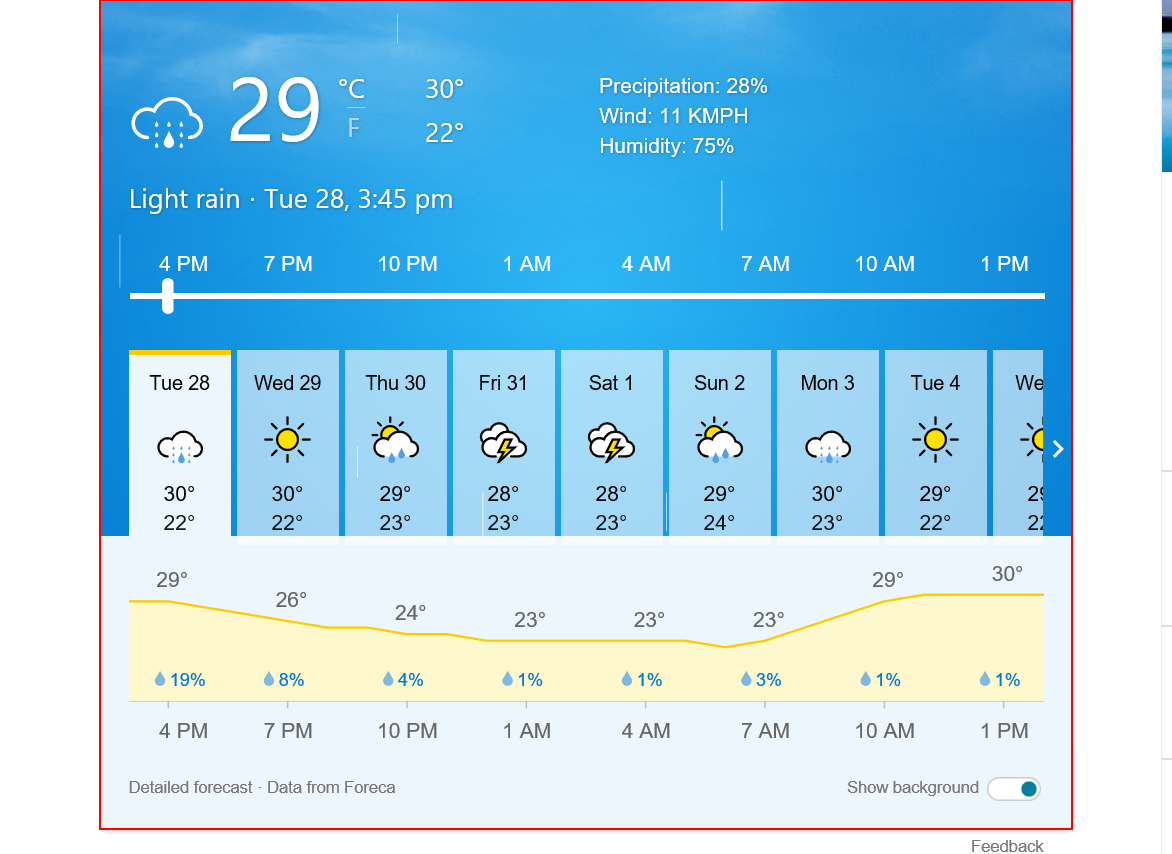 29 °C F 30° 22°
Precipitation: 28%
Wind: 11 KMPH
Humidity: 75%
Light rain · Tue 28, 3:45 pm
4 PM 7 PM 10 PM 1 AM 4 AM 7 AM 10 AM 1 PM
Tue 28 Wed 29 Thu 30 Fri 31 Sat 1 Sun 2 Mon 3 Tue 4 We
30° 30° 29° 28° 28° 29° 30° 29° 29
22° 22° 23° 23° 23° 24° 23° 22° 22
29° 26° 24° 23° 23° 23° 29° 30°
19% 8% 4% 1% 1% 3% 1% 1%
4 PM 7 PM 10 PM 1 AM 4 AM 7 AM 10 AM 1 PM
Detailed forecast · Data from Foreca Show background
Feedback